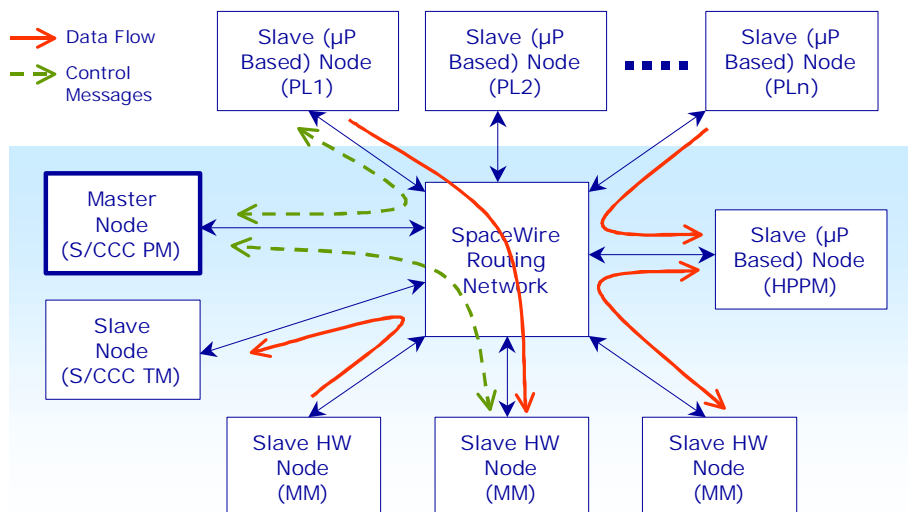 Data Flow
Control
Messages
Slave (µP
Based) Node
(PL1)
Slave (µP
Based) Node
(PL2)
Slave (µP
Based) Node
(PLn)
Master
Node
(S/CCC PM)
SpaceWire
Routing
Network
Slave (µP
Based) Node
(HPPM)
Slave
Node
(S/CCC TM)
Slave HW
Node
(MM)
Slave HW
Node
(MM)
Slave HW
Node
(MM)